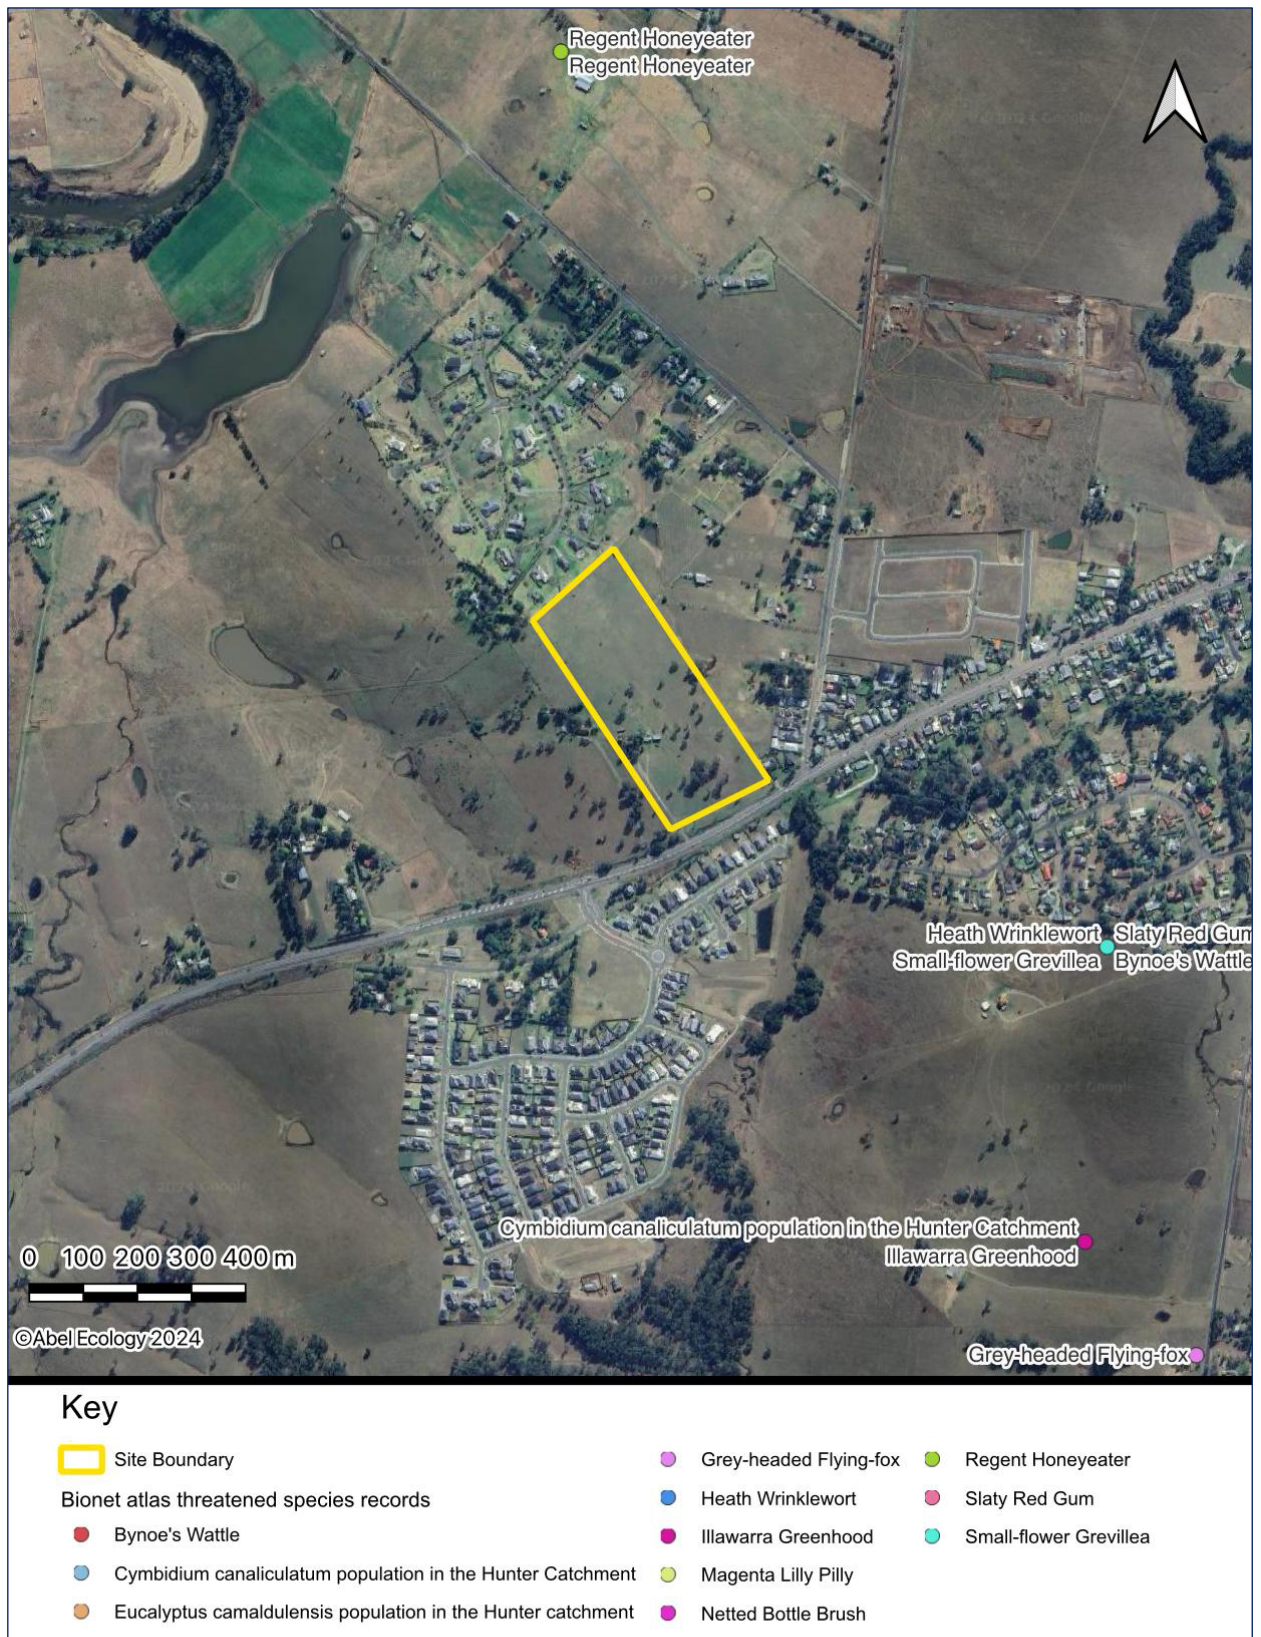 Regent Honeyeater
Regent Honeyeater
Heath Wrinklewort Slaty Red Gum
Small-flower Grevillea Bynoe's Wattle
Cymbidium canaliculatum population in the Hunter Catchment
Illawarra Greenhood
0 100 200 300 400 m
©Abel Ecology 2024
Grey-headed Flying-fox
Key
Site Boundary
Bionet atlas threatened species records
Bynoe's Wattle
Cymbidium canaliculatum population in the Hunter Catchment
Eucalyptus camaldulensis population in the Hunter catchment
Grey-headed Flying-fox
Heath Wrinklewort
Illawarra Greenhood
Magenta Lilly Pilly
Netted Bottle Brush
Regent Honeyeater
Slaty Red Gum
Small-flower Grevillea